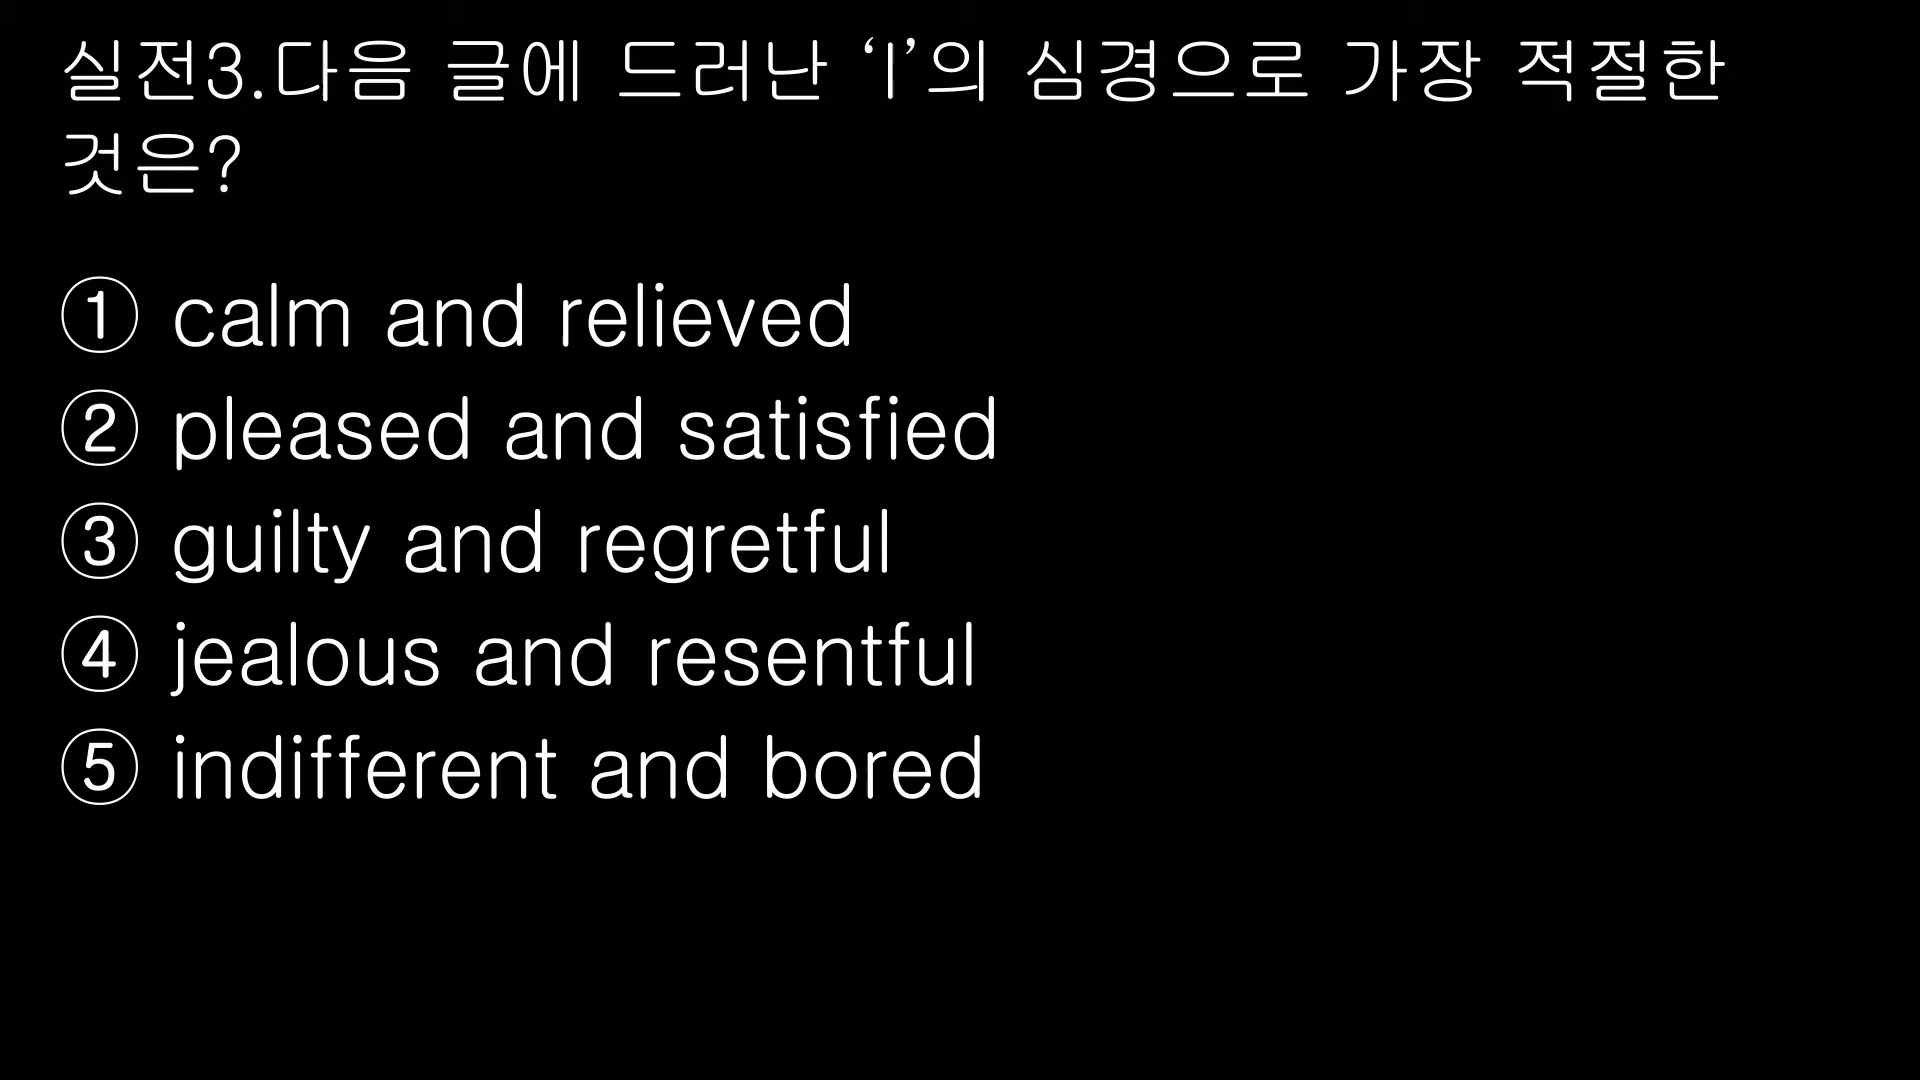 실전3.다음 글에 드러난 ‘I’의 심경으로 가장 적절한
것은?
① calm and relieved
② pleased and satisfied
③ guilty and regretful
④ jealous and resentful
⑤ indifferent and bored